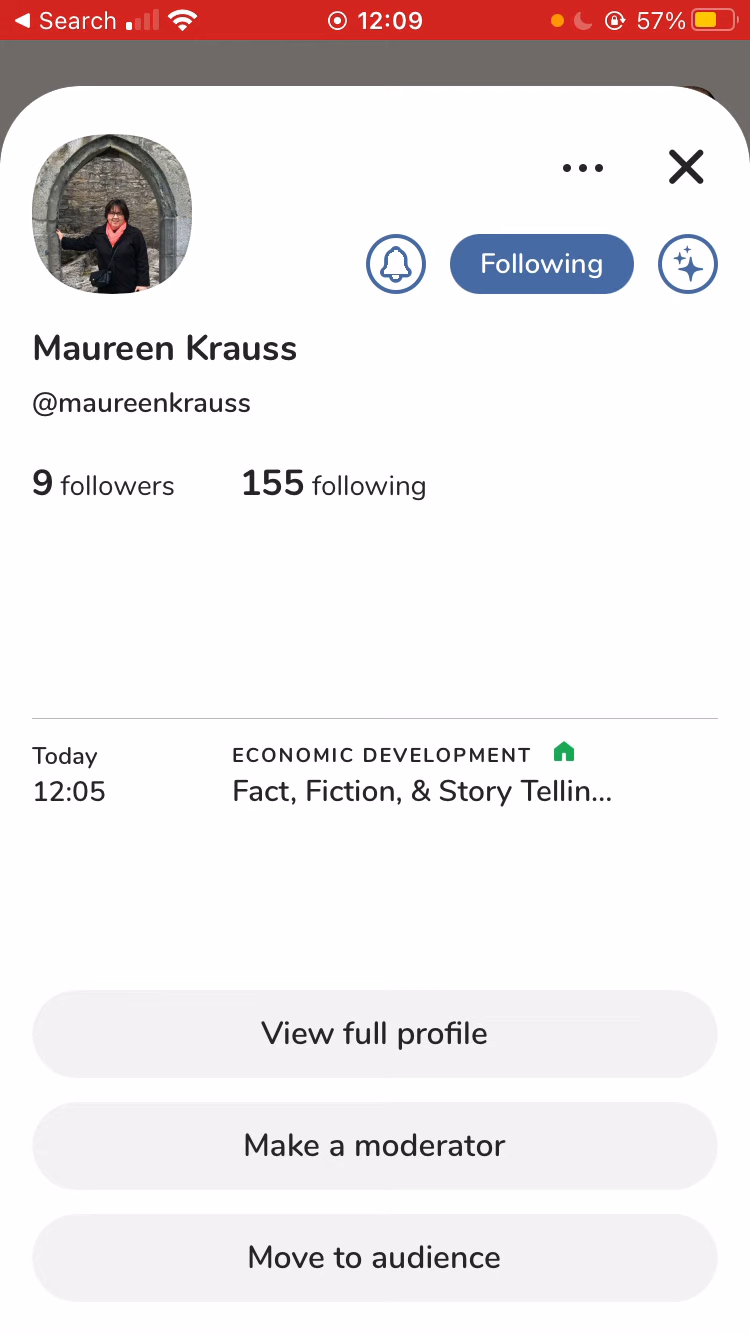 Search 12:09 57%
Following
Maureen Krauss
@maureenkrauss
9 followers 155 following
Today ECONOMIC DEVELOPMENT
12:05 Fact, Fiction, & Story Tellin...
View full profile
Make a moderator
Move to audience